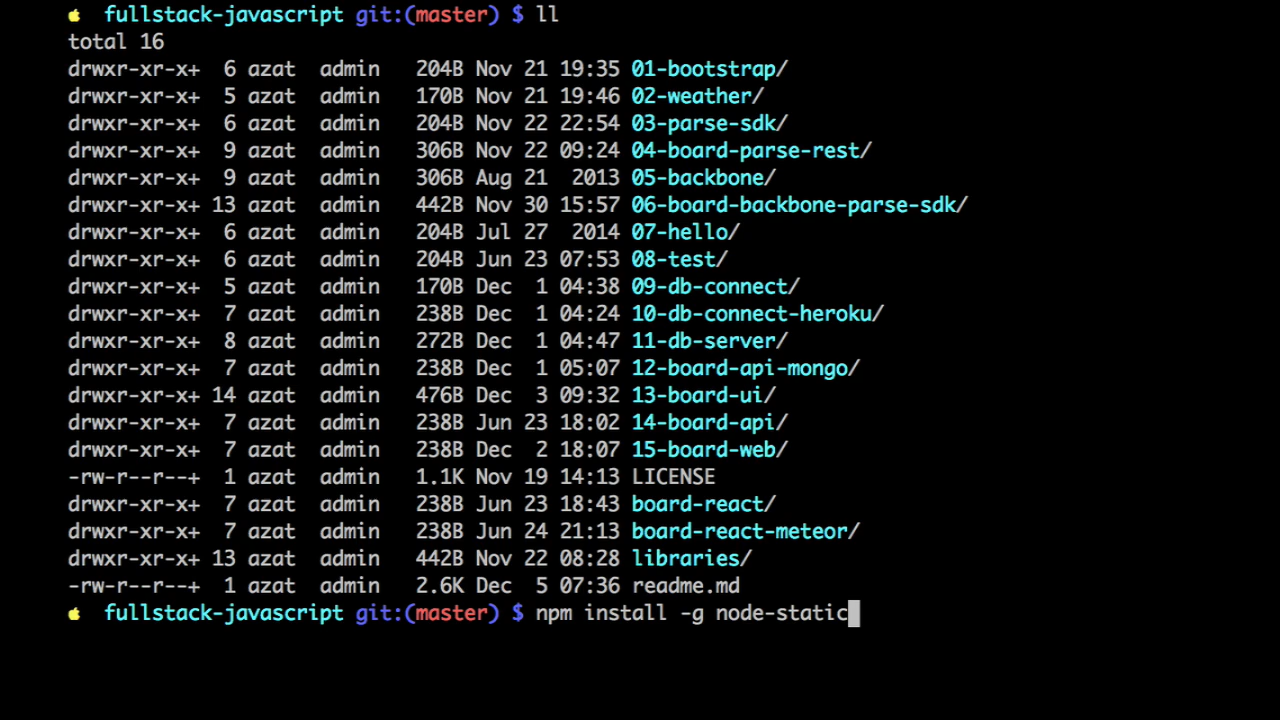 fullstack-javascript git:(master) $ ll
total 16
drwxr-xr-x+  6 azat  admin   204B Nov 21 19:35 01-bootstrap/
drwxr-xr-x+  5 azat  admin   170B Nov 21 19:46 02-weather/
drwxr-xr-x+  6 azat  admin   204B Nov 22 22:54 03-parse-sdk/
drwxr-xr-x+  9 azat  admin   306B Nov 22 09:24 04-board-parse-rest/
drwxr-xr-x+  9 azat  admin   306B Aug 21  2013 05-backbone/
drwxr-xr-x+ 13 azat  admin   442B Nov 30 15:57 06-board-backbone-parse-sdk/
drwxr-xr-x+  6 azat  admin   204B Jul 27  2014 07-hello/
drwxr-xr-x+  6 azat  admin   204B Jun 23 07:53 08-test/
drwxr-xr-x+  5 azat  admin   170B Dec  1 04:38 09-db-connect/
drwxr-xr-x+  7 azat  admin   238B Dec  1 04:24 10-db-connect-heroku/
drwxr-xr-x+  8 azat  admin   272B Dec  1 04:47 11-db-server/
drwxr-xr-x+  7 azat  admin   238B Dec  1 05:07 12-board-api-mongo/
drwxr-xr-x+ 14 azat  admin   476B Dec  3 09:32 13-board-ui/
drwxr-xr-x+  7 azat  admin   238B Jun 23 18:02 14-board-api/
drwxr-xr-x+  7 azat  admin   238B Dec  2 18:07 15-board-web/
-rw-r--r--+  1 azat  admin   1.1K Nov 19 14:13 LICENSE
drwxr-xr-x+  7 azat  admin   238B Jun 23 18:43 board-react/
drwxr-xr-x+  7 azat  admin   238B Jun 24 21:13 board-react-meteor/
drwxr-xr-x+ 13 azat  admin   442B Nov 22 08:28 libraries/
-rw-r--r--+  1 azat  admin   2.6K Dec  5 07:36 readme.md
fullstack-javascript git:(master) $ npm install -g node-static